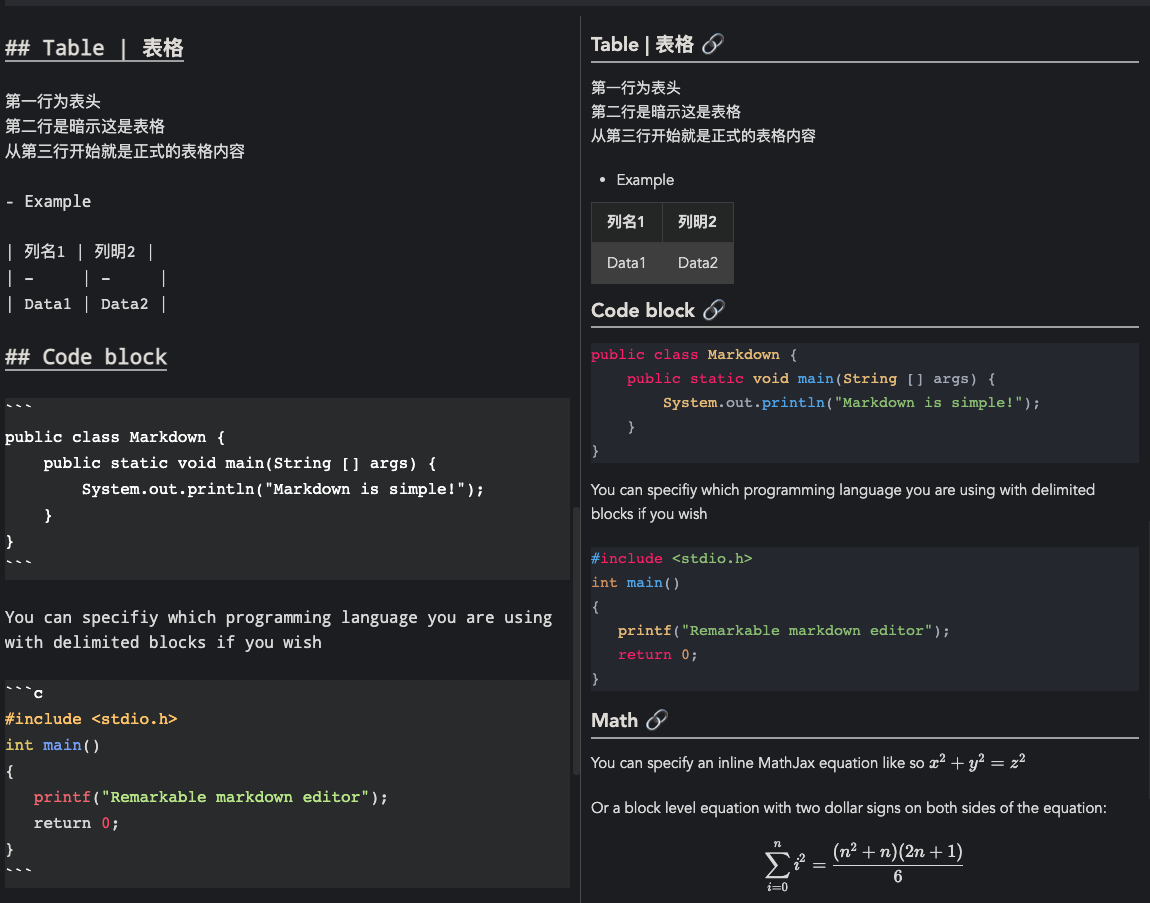 ## Table | 表格
第一行为表头
第二行是暗示这是表格
从第三行开始就是正式的表格内容
- Example
| 列名1 | 列明2 |
| – | – |
| Data1 | Data2 |
## Code block
```
public class Markdown {
    public static void main(String [] args) {
        System.out.println("Markdown is simple!");
    }
}
```
You can specifiy which programming language you are using
with delimited blocks if you wish
```c
#include <stdio.h>
int main()
{
   printf("Remarkable markdown editor");
   return 0;
}
```
Table | 表格 🔗
第一行为表头
第二行是暗示这是表格
从第三行开始就是正式的表格内容
• Example
列名1 列明2
Data1 Data2
Code block 🔗
public class Markdown {
    public static void main(String [] args) {
        System.out.println("Markdown is simple!");
    }
}
You can specifiy which programming language you are using with delimited
blocks if you wish
#include <stdio.h>
int main()
{
   printf("Remarkable markdown editor");
   return 0;
}
Math 🔗
You can specify an inline MathJax equation like so x² + y² = z²
Or a block level equation with two dollar signs on both sides of the equation:
\sum_{i=0}^{n} i^2 = \frac{(n^2+n)(2n+1)}{6}